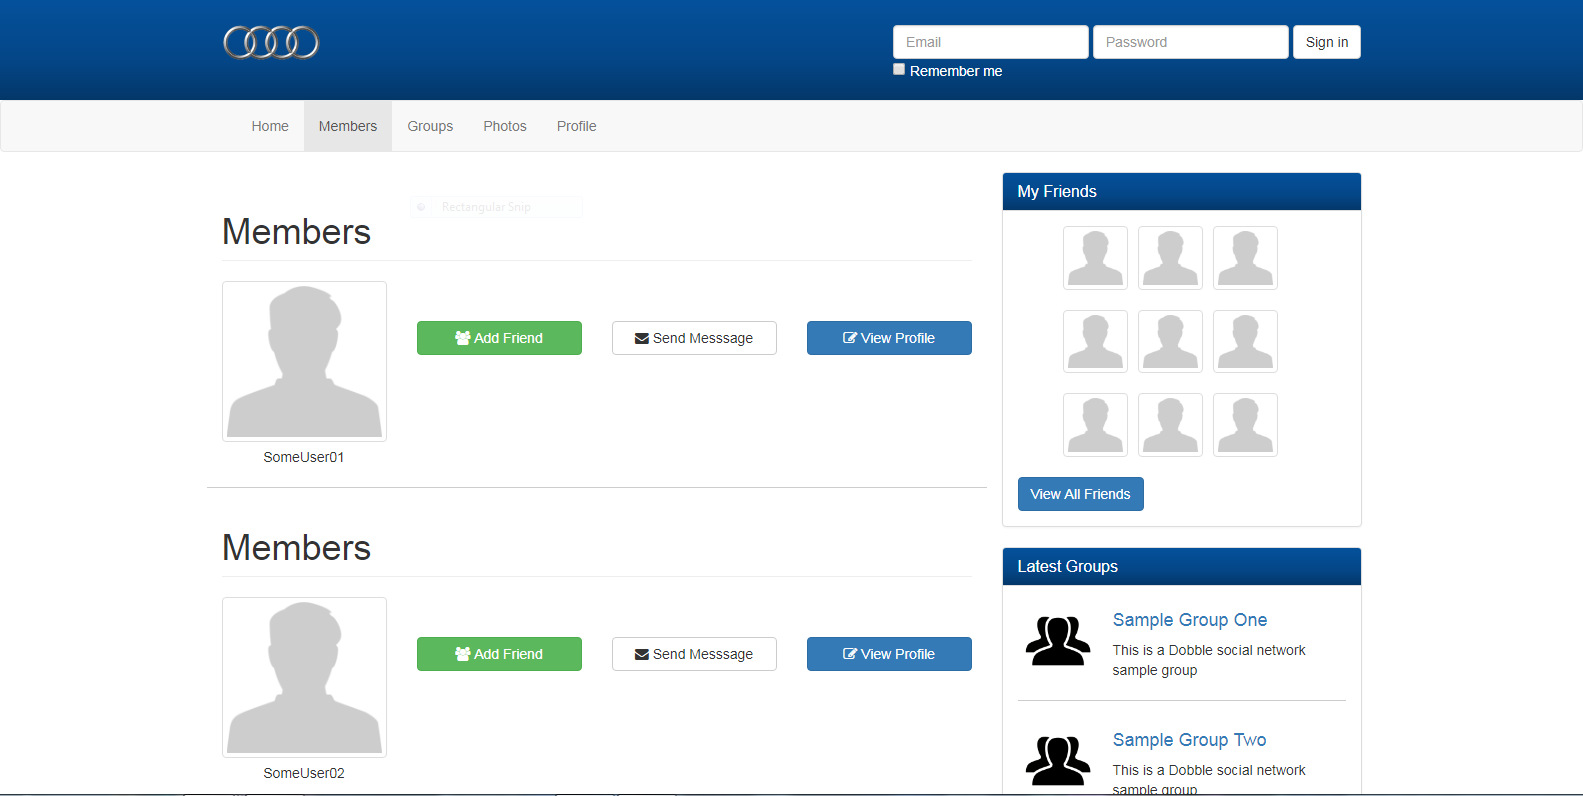 Email
Password
Sign in
Remember me
Home
Members
Groups
Photos
Profile
Rectangular Snip
Members
Add Friend
Send Messsage
View Profile
SomeUser01
Members
Add Friend
Send Messsage
View Profile
SomeUser02
My Friends
View All Friends
Latest Groups
Sample Group One
This is a Dobble social network
sample group
Sample Group Two
This is a Dobble social network
sample group